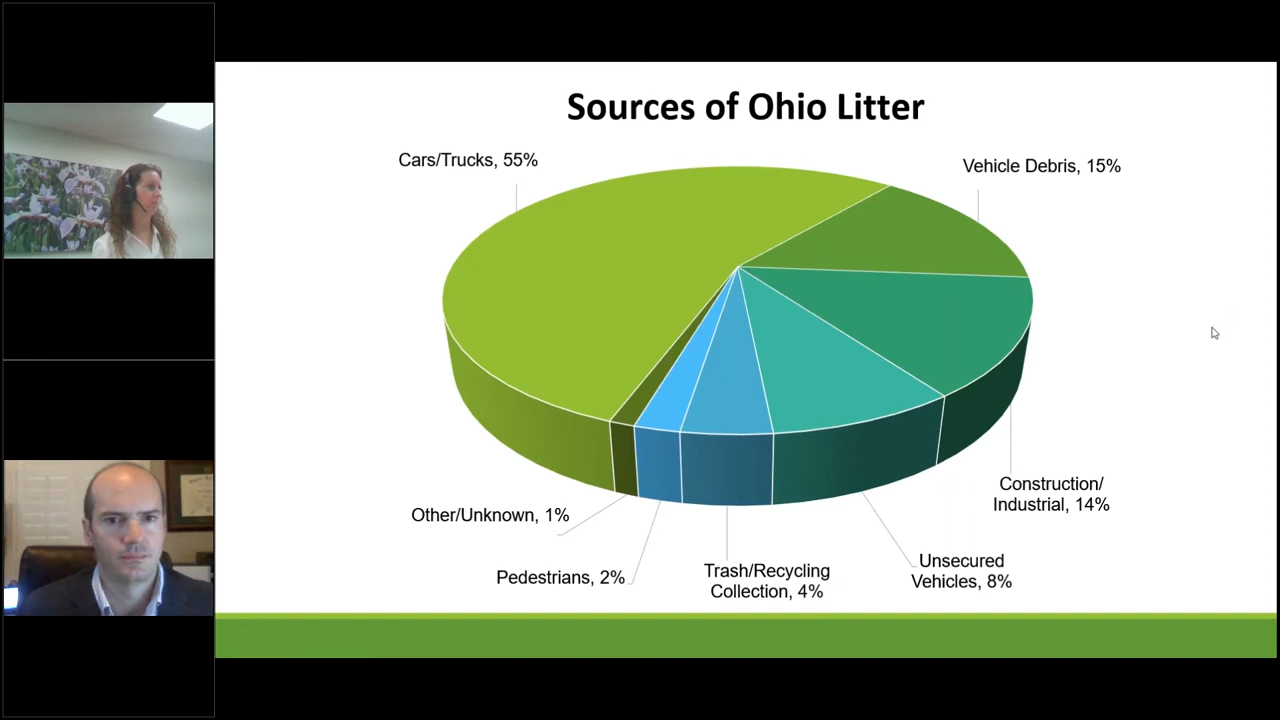 Sources of Ohio Litter
Cars/Trucks, 55%
Vehicle Debris, 15%
Construction/
Industrial, 14%
Other/Unknown, 1%
Unsecured
Vehicles, 8%
Pedestrians, 2%
Trash/Recycling
Collection, 4%